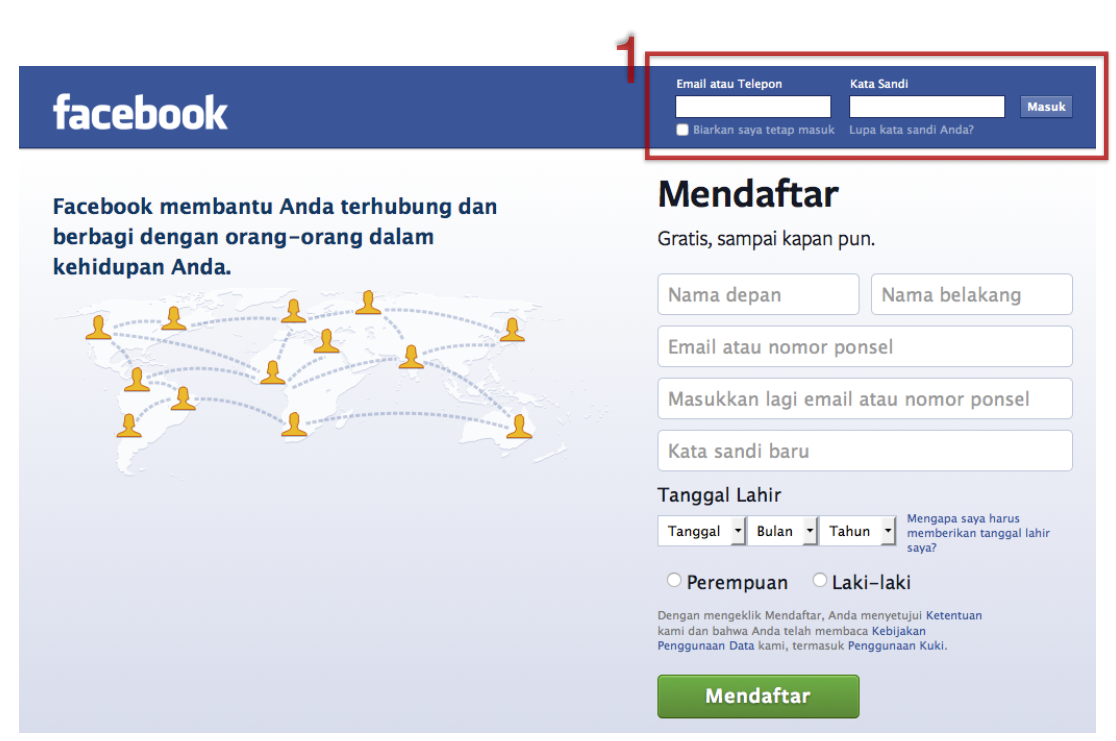 1
facebook
Email atau Telepon
Kata Sandi
Masuk
Biarkan saya tetap masuk
Lupa kata sandi Anda?
Facebook membantu Anda terhubung dan
berbagi dengan orang-orang dalam
kehidupan Anda.
Mendaftar
Gratis, sampai kapan pun.
Nama depan
Nama belakang
Email atau nomor ponsel
Masukkan lagi email atau nomor ponsel
Kata sandi baru
Tanggal Lahir
Tanggal
Bulan
Tahun
Mengapa saya harus
memberikan tanggal lahir
saya?
Perempuan
Laki-laki
Dengan mengeklik Mendaftar, Anda menyetujui Ketentuan
kami dan bahwa Anda telah membaca Kebijakan
Penggunaan Data kami, termasuk Penggunaan Kuki.
Mendaftar